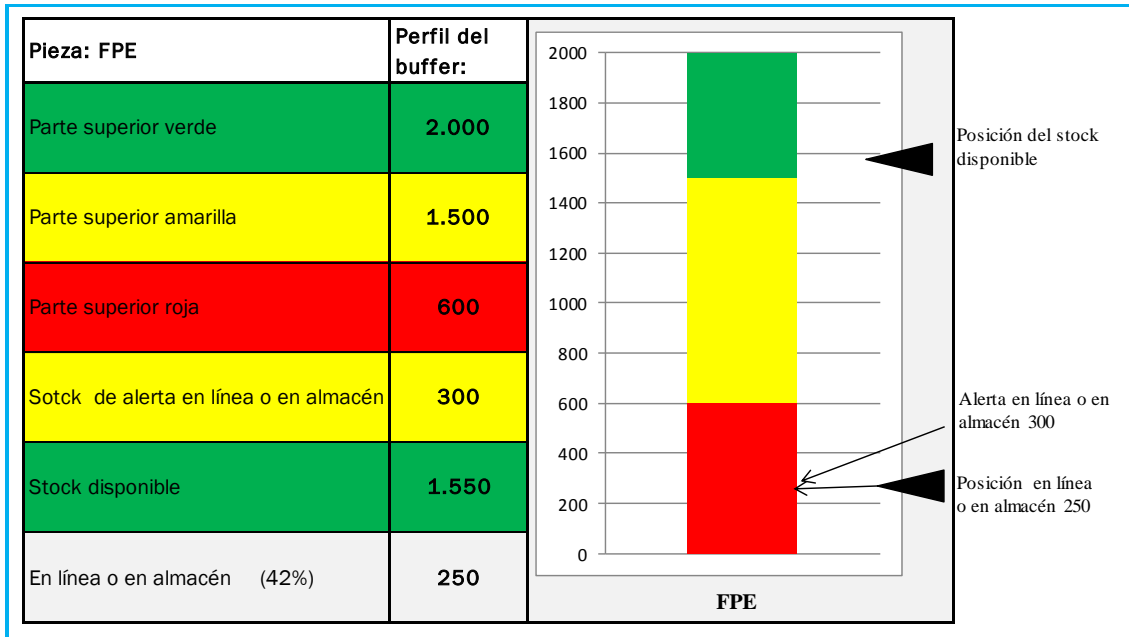 Pieza: FPE
Perfil del
buffer:
Parte superior verde
2.000
Parte superior amarilla
1.500
Parte superior roja
600
Sotck de alerta en línea o en almacén
300
Stock disponible
1.550
En línea o en almacén (42%)
250
2000
1800
1600
1400
1200
1000
800
600
400
200
0
FPE
Posición del stock
disponible
Alerta en línea o en
almacén 300
Posición en línea
o en almacén 250